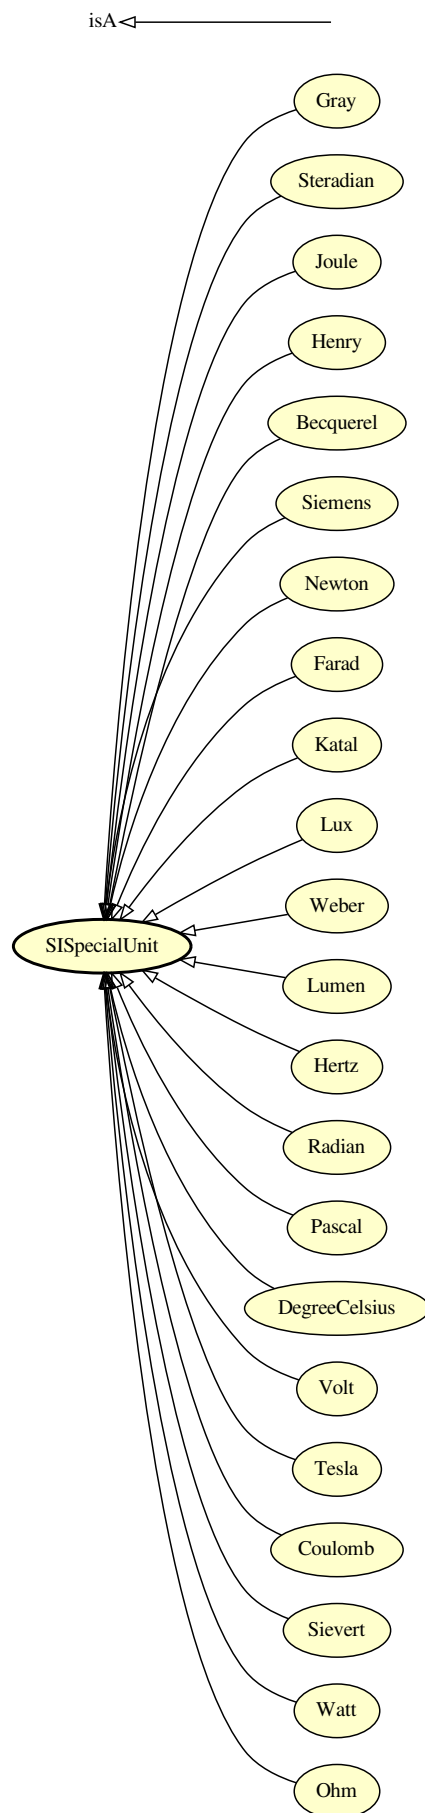 isA
Gray
Steradian
Joule
Henry
Becquerel
Siemens
Newton
Farad
Katal
Lux
Weber
SISpecialUnit
Lumen
Hertz
Radian
Pascal
DegreeCelsius
Volt
Tesla
Coulomb
Sievert
Watt
Ohm